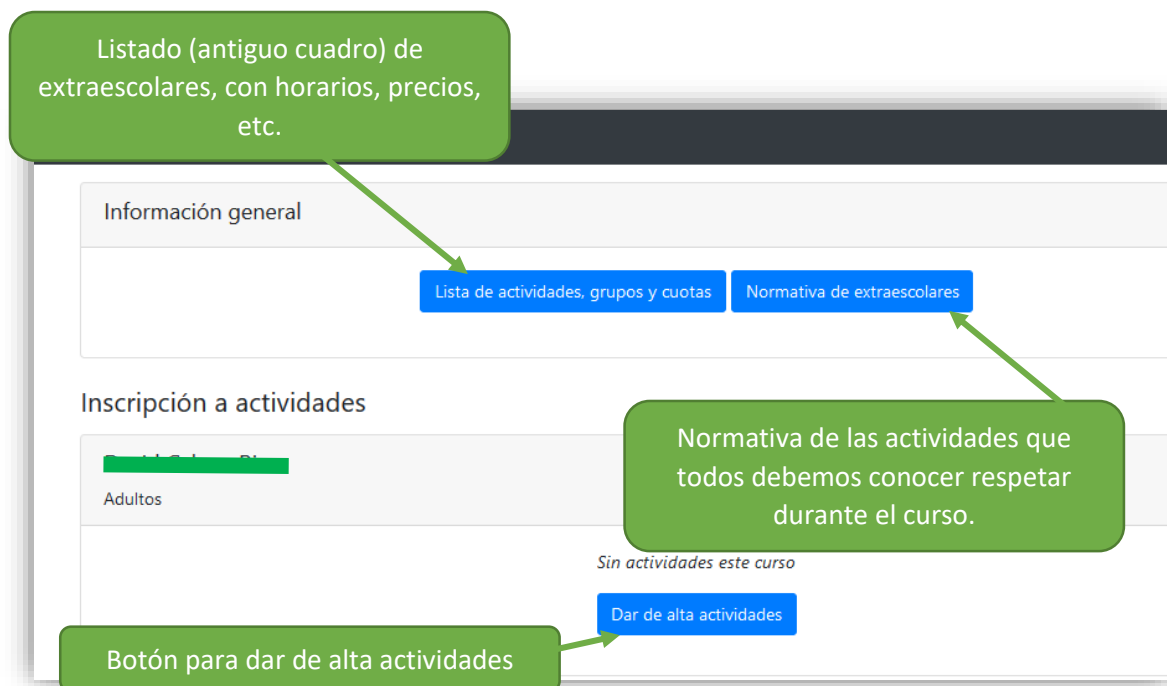 Listado (antiguo cuadro) de
extraescolares, con horarios, precios,
etc.
Información general
Lista de actividades, grupos y cuotas
Normativa de extraescolares
Inscripción a actividades
Normativa de las actividades que
todos debemos conocer respetar
durante el curso.
Adultos
Sin actividades este curso
Dar de alta actividades
Botón para dar de alta actividades